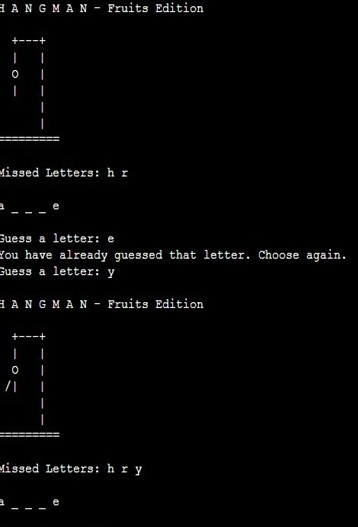 H A N G M A N - Fruits Edition
+---+
|   |
O   |
|   |
    |
    |
=========
Missed Letters: h r
a _ _ _ e
Guess a letter: e
You have already guessed that letter. Choose again.
Guess a letter: y
H A N G M A N - Fruits Edition
+---+
|   |
O   |
/|   |
    |
    |
=========
Missed Letters: h r y
a _ _ _ e